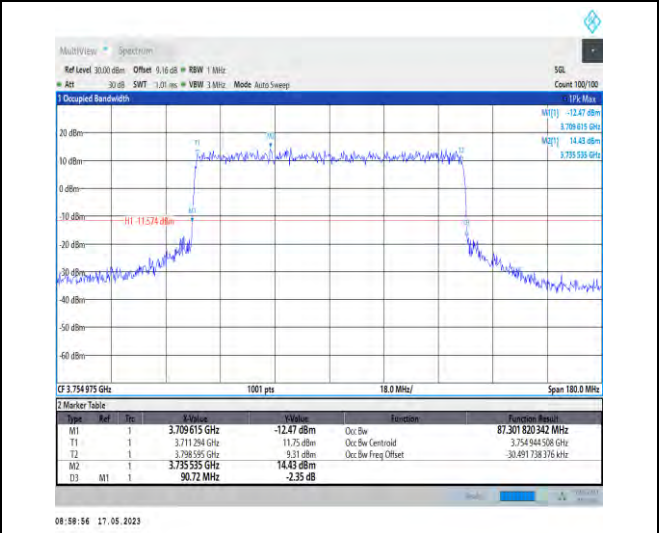 MultiView Spectrum
Ref Level 30.00 dBm Offset 9.16 dB RBW 1 MHz SGL
Att 30 dB SWT 1.01 ms VBW 3 MHz Mode Auto Sweep Count 100/100
1 Occupied Bandwidth 1Pk Max
M1[1] -12.47 dBm
3.709 615 GHz
M2[1] 14.43 dBm
3.735 535 GHz
20 dBm
T1 M2 T2
10 dBm
0 dBm
-10 dBm
M1
H1 -11.574 dBm
-20 dBm
-30 dBm
-40 dBm
-50 dBm
-60 dBm
CF 3.754 975 GHz 1001 pts 18.0 MHz/ Span 180.0 MHz
2 Marker Table
Type Ref Trc X-Value Y-Value Function Function Result
M1 1 3.709 615 GHz -12.47 dBm Occ Bw 87.301 820 342 MHz
T1 1 3.711 294 GHz 11.75 dBm Occ Bw Centroid 3.754 944 508 GHz
T2 1 3.798 595 GHz 9.31 dBm Occ Bw Freq Offset -30.491 738 376 kHz
M2 1 3.735 535 GHz 14.43 dBm
D3 M1 1 90.72 MHz -2.35 dB
08:58:56 17.05.2023